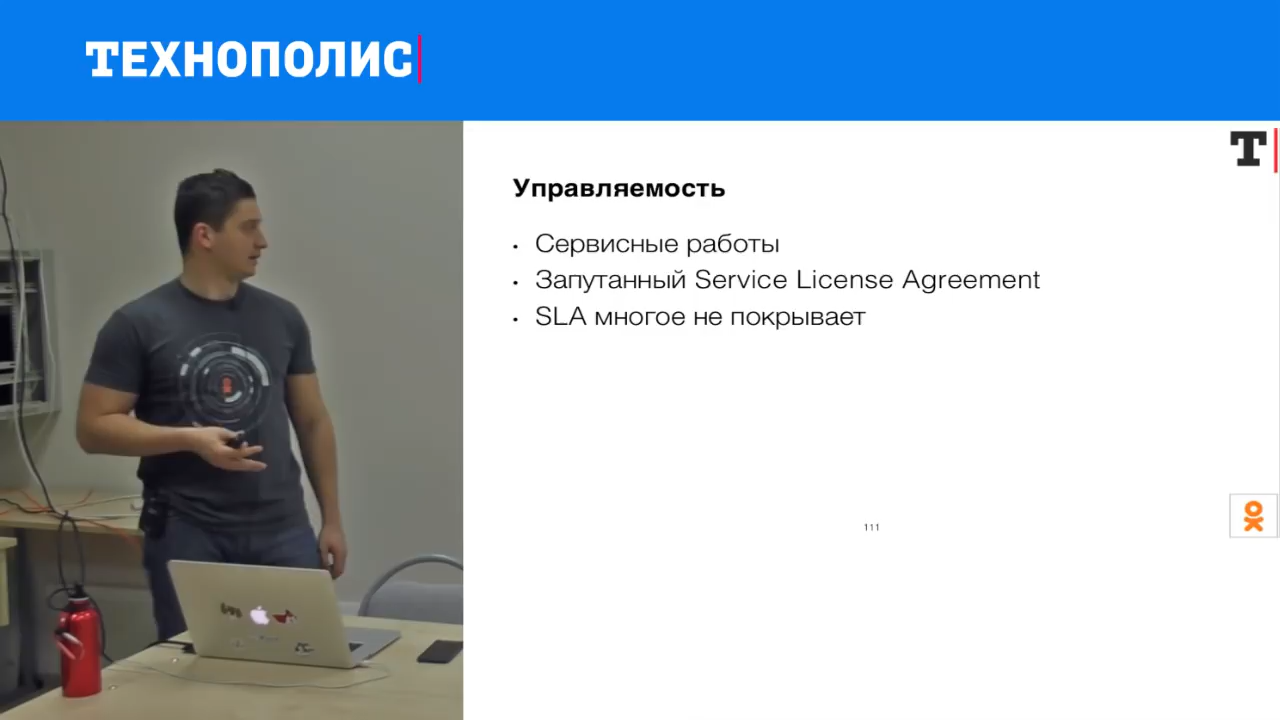 ТЕХНОПОЛИС
Т
Управляемость
• Сервисные работы
• Запутанный Service License Agreement
• SLA многое не покрывает
111